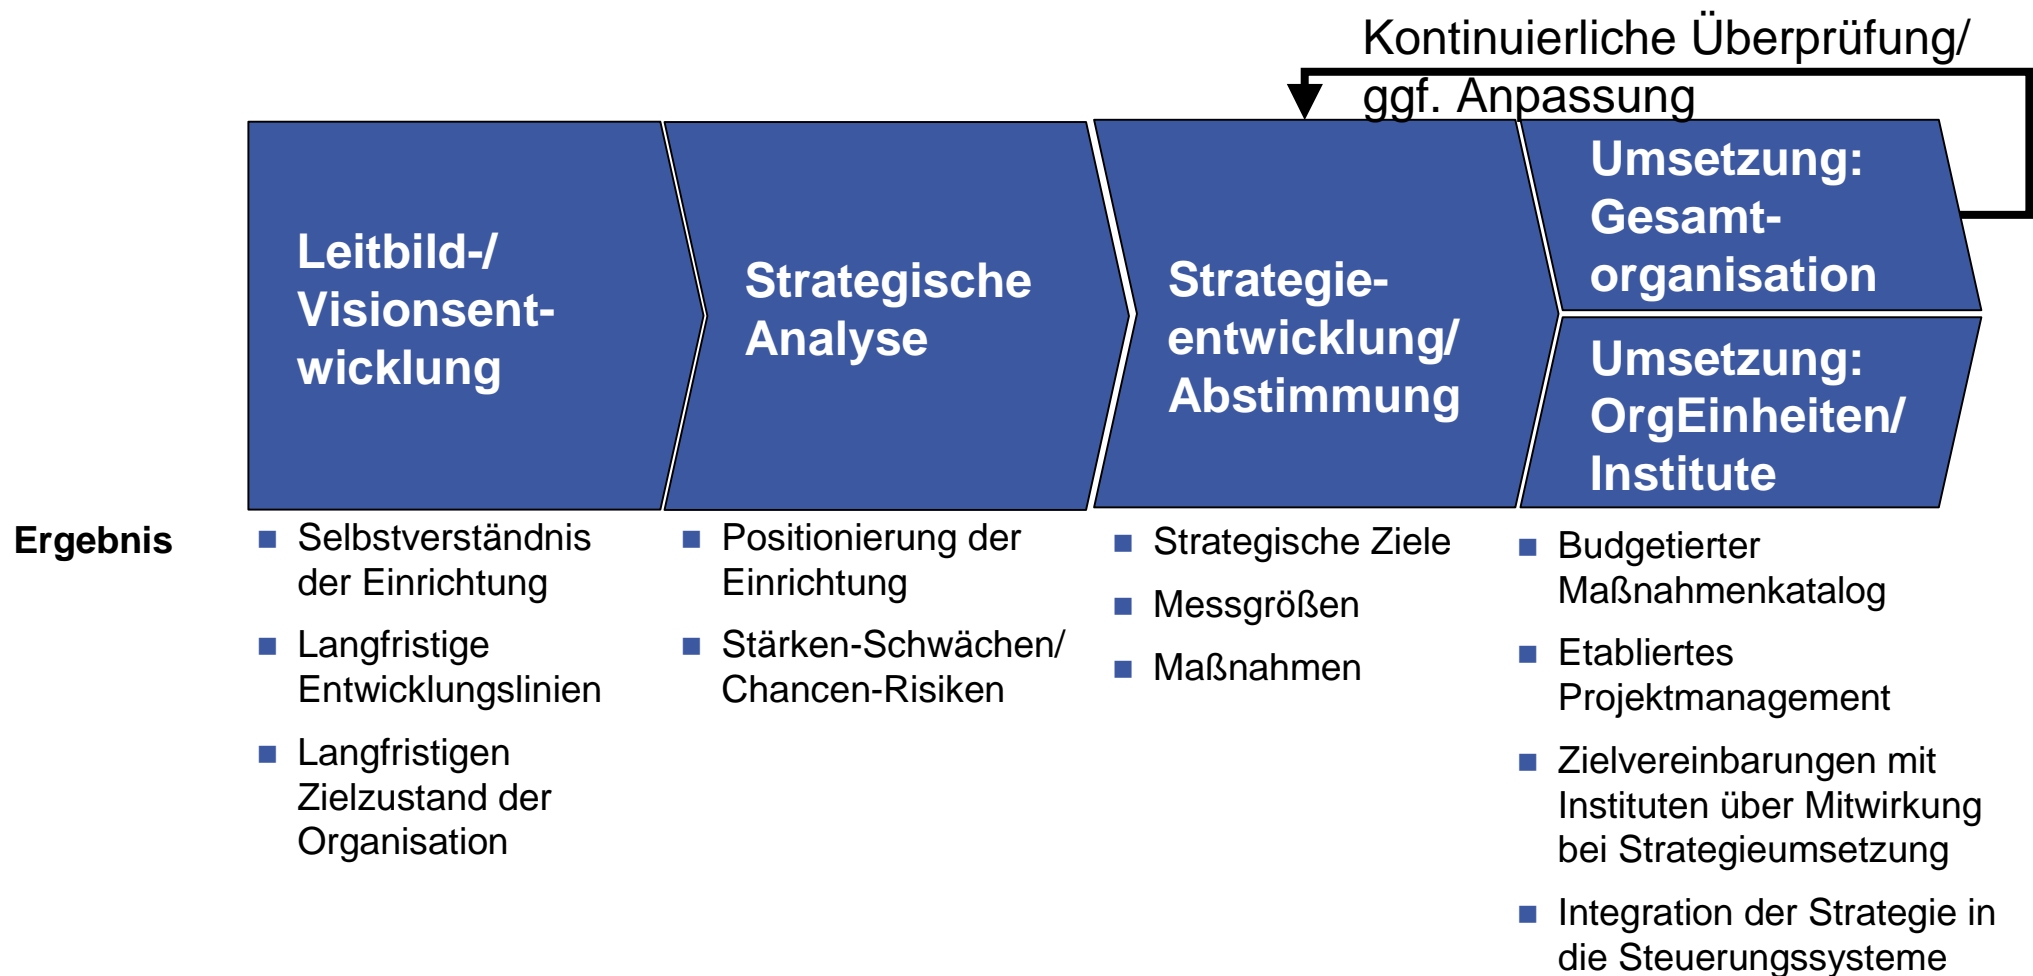 Kontinuierliche Überprüfung/
ggf. Anpassung
Leitbild-/
Visionsent-
wicklung
Strategische
Analyse
Strategie-
entwicklung/
Abstimmung
Umsetzung:
Gesamt-
organisation
Umsetzung:
OrgEinheiten/
Institute
Ergebnis
Selbstverständnis
der Einrichtung
Langfristige
Entwicklungslinien
Langfristigen
Zielzustand der
Organisation
Positionierung der
Einrichtung
Stärken-Schwächen/
Chancen-Risiken
Strategische Ziele
Messgrößen
Maßnahmen
Budgetierter
Maßnahmenkatalog
Etabliertes
Projektmanagement
Zielvereinbarungen mit
Instituten über Mitwirkung
bei Strategieumsetzung
Integration der Strategie in
die Steuerungssysteme